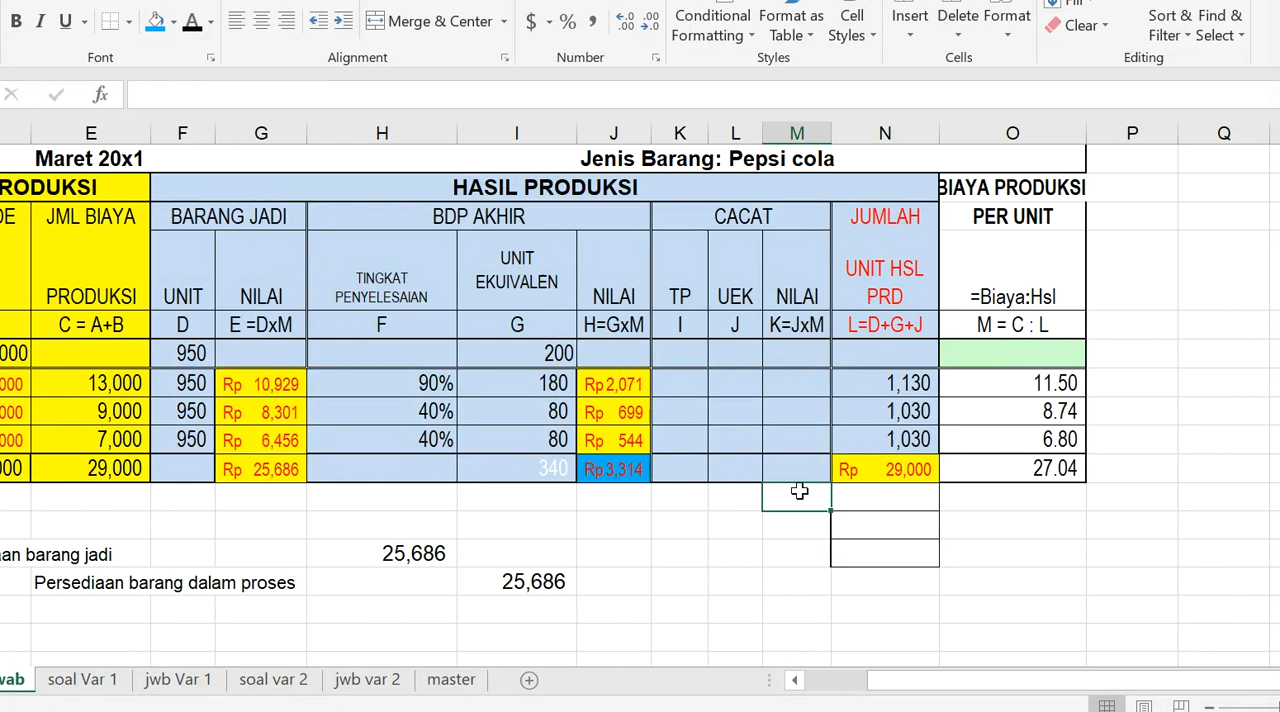 B I U A Merge & Center $ % , ←.0 .00 .00 →.0 Conditional Formatting Format as Table Cell Styles Insert Delete Format Clear Sort & Filter Find & Select
Font Alignment Number Styles Cells Editing
fx
E F G H I J K L M N O P Q
Maret 20x1 Jenis Barang: Pepsi cola
RODUKSI HASIL PRODUKSI BIAYA PRODUKSI
DE JML BIAYA BARANG JADI BDP AKHIR CACAT JUMLAH PER UNIT
UNIT
TINGKAT EKUIVALEN UNIT HSL
PRODUKSI UNIT NILAI PENYELESAIAN NILAI TP UEK NILAI PRD =Biaya:Hsl
C = A+B D E =DxM F G H=GxM I J K=JxM L=D+G+J M = C : L
000 950 200
000 13,000 950 Rp 10,929 90% 180 Rp 2,071 1,130 11.50
000 9,000 950 Rp 8,301 40% 80 Rp 699 1,030 8.74
000 7,000 950 Rp 6,456 40% 80 Rp 544 1,030 6.80
000 29,000 Rp 25,686 340 Rp 3,314 Rp 29,000 27.04
aan barang jadi 25,686
Persediaan barang dalam proses 25,686
wab soal Var 1 jwb Var 1 soal var 2 jwb var 2 master